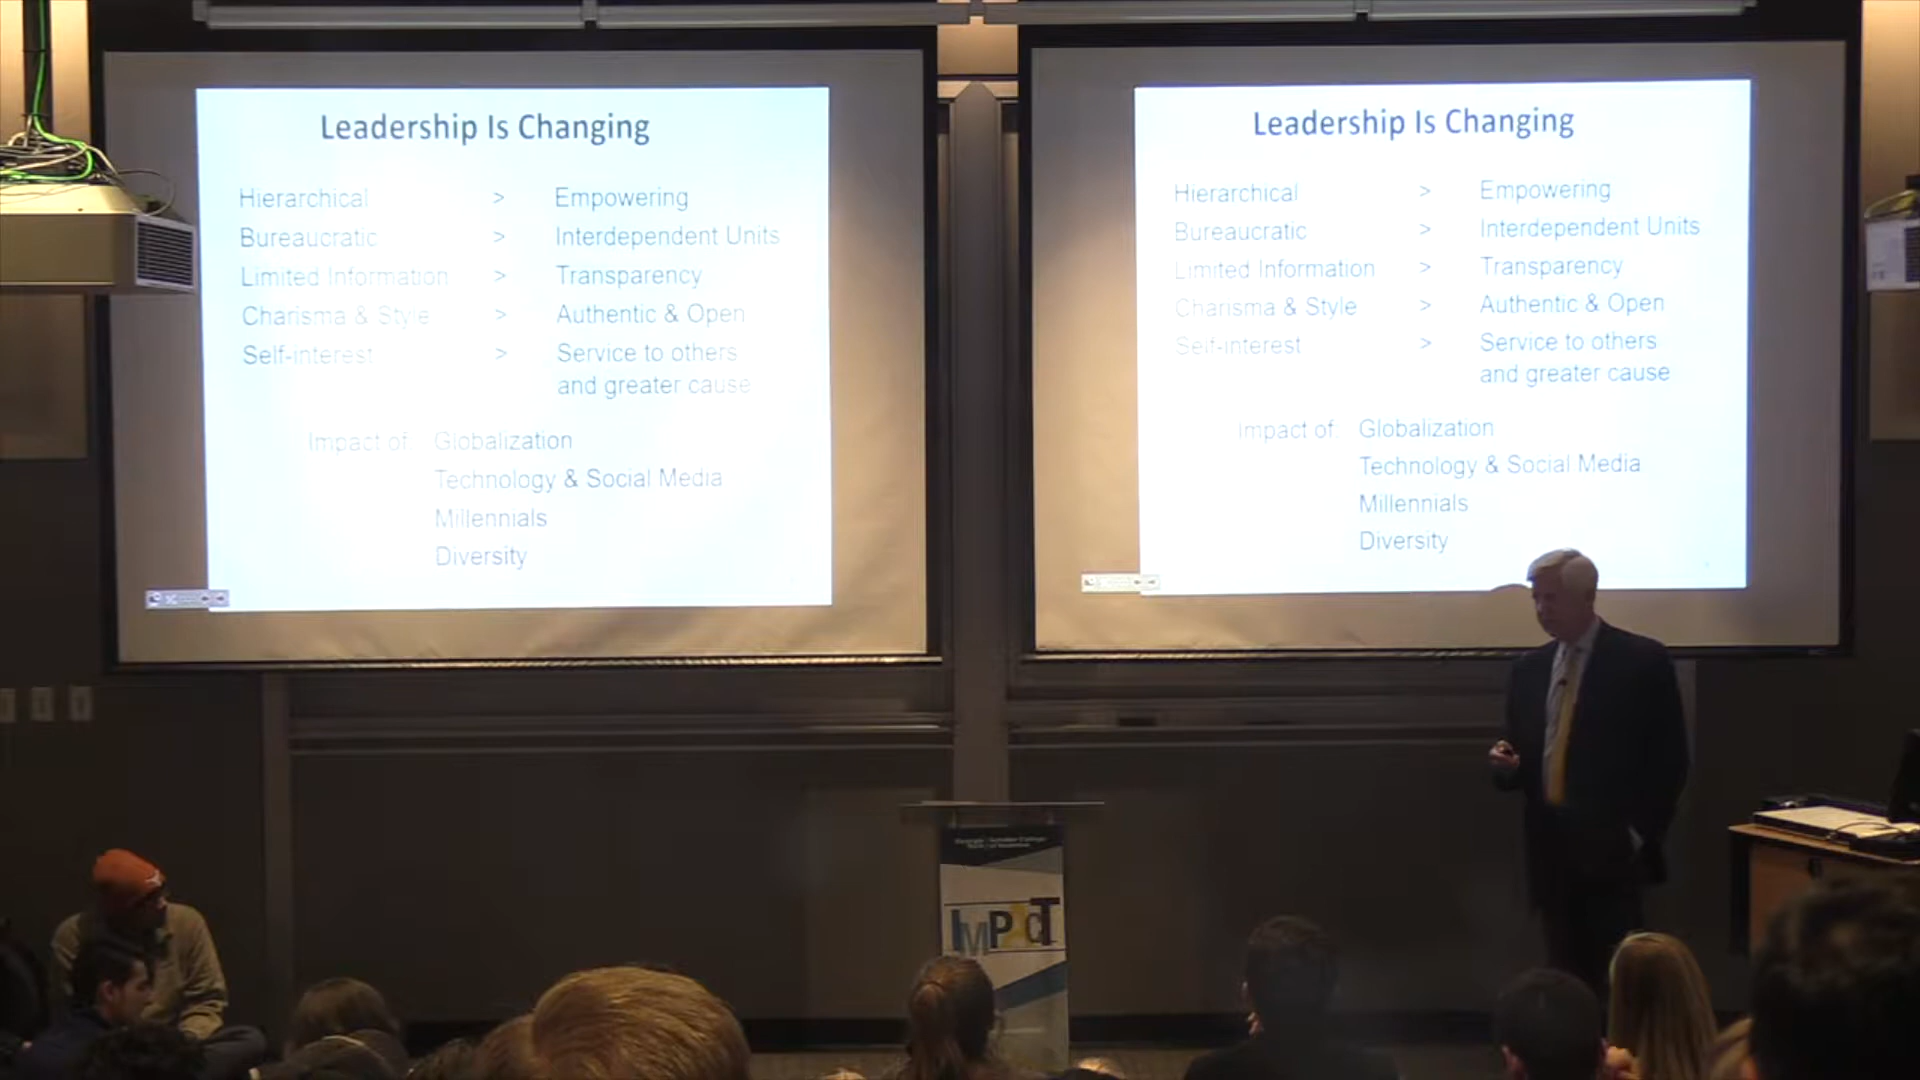 Leadership Is Changing
Hierarchical > Empowering
Bureaucratic > Interdependent Units
Limited Information > Transparency
Charisma & Style > Authentic & Open
Self-interest > Service to others
and greater cause
Impact of: Globalization
Technology & Social Media
Millennials
Diversity
Leadership Is Changing
Hierarchical > Empowering
Bureaucratic > Interdependent Units
Limited Information > Transparency
Charisma & Style > Authentic & Open
Self-interest > Service to others
and greater cause
Impact of: Globalization
Technology & Social Media
Millennials
Diversity
IMPACT